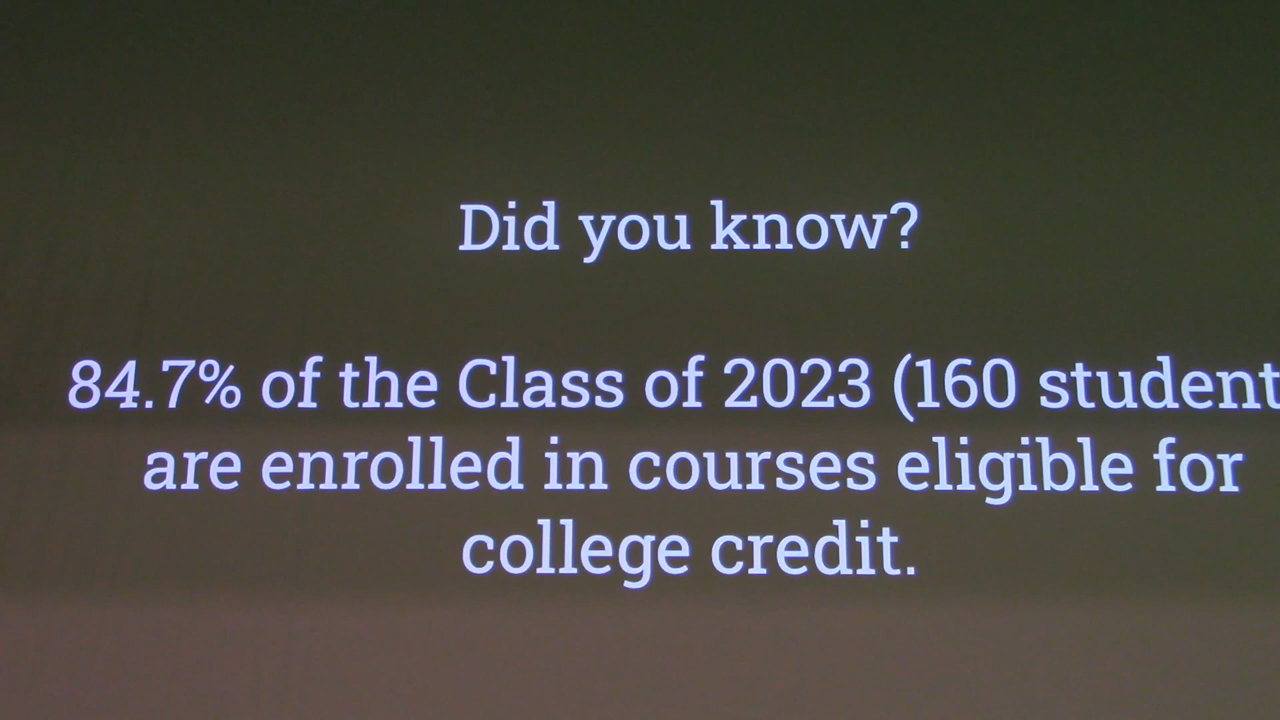 Did you know?
84.7% of the Class of 2023 (160 student
are enrolled in courses eligible for
college credit.